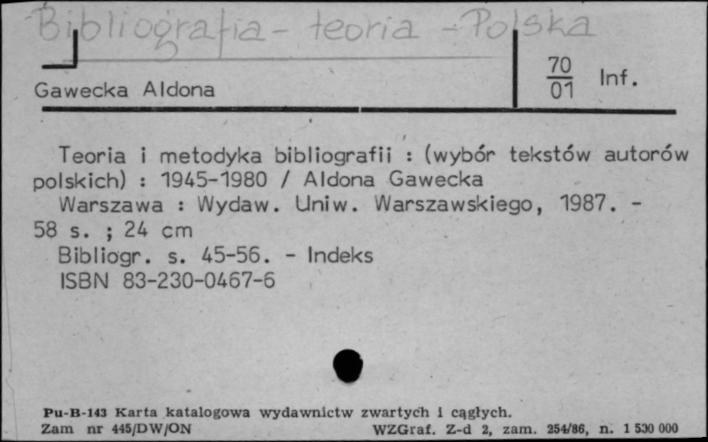 Bibliografia - teoria - Polska
Gawecka Aldona
70
01
Inf.
Teoria i metodyka bibliografii : (wybór tekstów autorów
polskich) : 1945-1980 / Aldona Gawecka
Warszawa : Wydaw. Uniw. Warszawskiego, 1987. -
58 s. ; 24 cm
Bibliogr. s. 45-56. - Indeks
ISBN 83-230-0467-6
Pu-B-143 Karta katalogowa wydawnictw zwartych i ciągłych.
Zam nr 445/DW/ON WZGraf. Z-d 2, zam. 254/86, n. 1 530 000